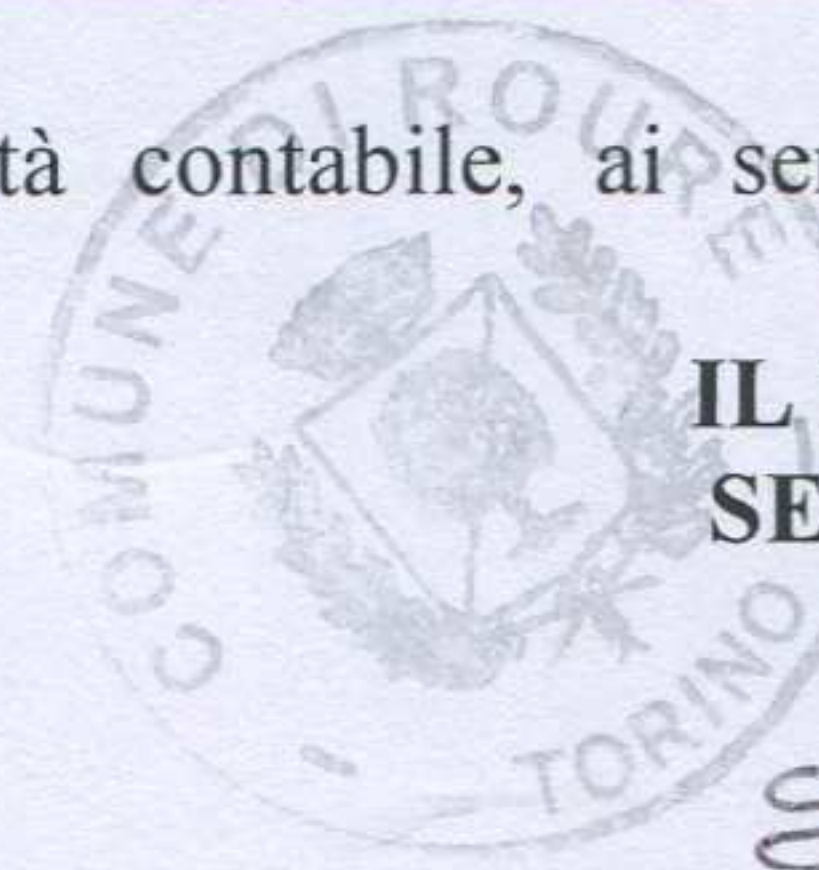 tà contabile, ai ser
IL
SE
COMUNE DI ROURE
TORINO